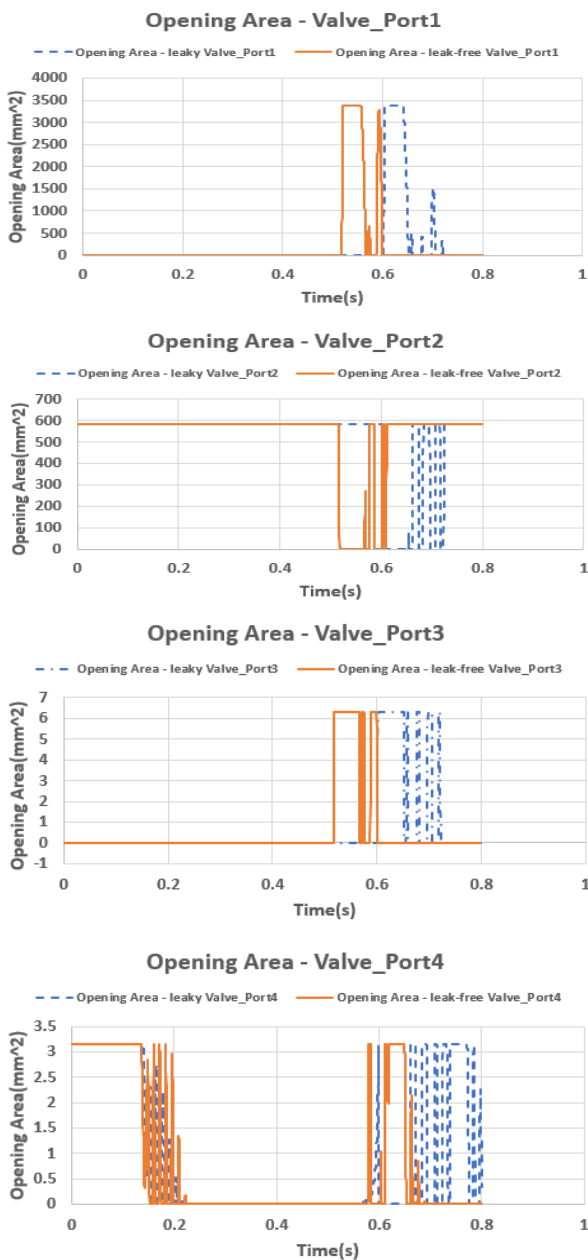 Opening Area - Valve_Port1
Opening Area - leaky Valve_Port1 Opening Area - leak-free Valve_Port1
Opening Area(mm^2)
4000
3500
3000
2500
2000
1500
1000
500
0
0 0.2 0.4 0.6 0.8 1
Time(s)
Opening Area - Valve_Port2
Opening Area - leaky Valve_Port2 Opening Area - leak-free Valve_Port2
Opening Area(mm^2)
700
600
500
400
300
200
100
0
0 0.2 0.4 0.6 0.8 1
Time(s)
Opening Area - Valve_Port3
Opening Area - leaky Valve_Port3 Opening Area - leak-free Valve_Port3
Opening Area(mm^2)
7
6
5
4
3
2
1
0
-1
0 0.2 0.4 0.6 0.8 1
Time(s)
Opening Area - Valve_Port4
Opening Area - leaky Valve_Port4 Opening Area - leak-free Valve_Port4
Opening Area(mm^2)
3.5
3
2.5
2
1.5
1
0.5
0
0 0.2 0.4 0.6 0.8 1
Time(s)